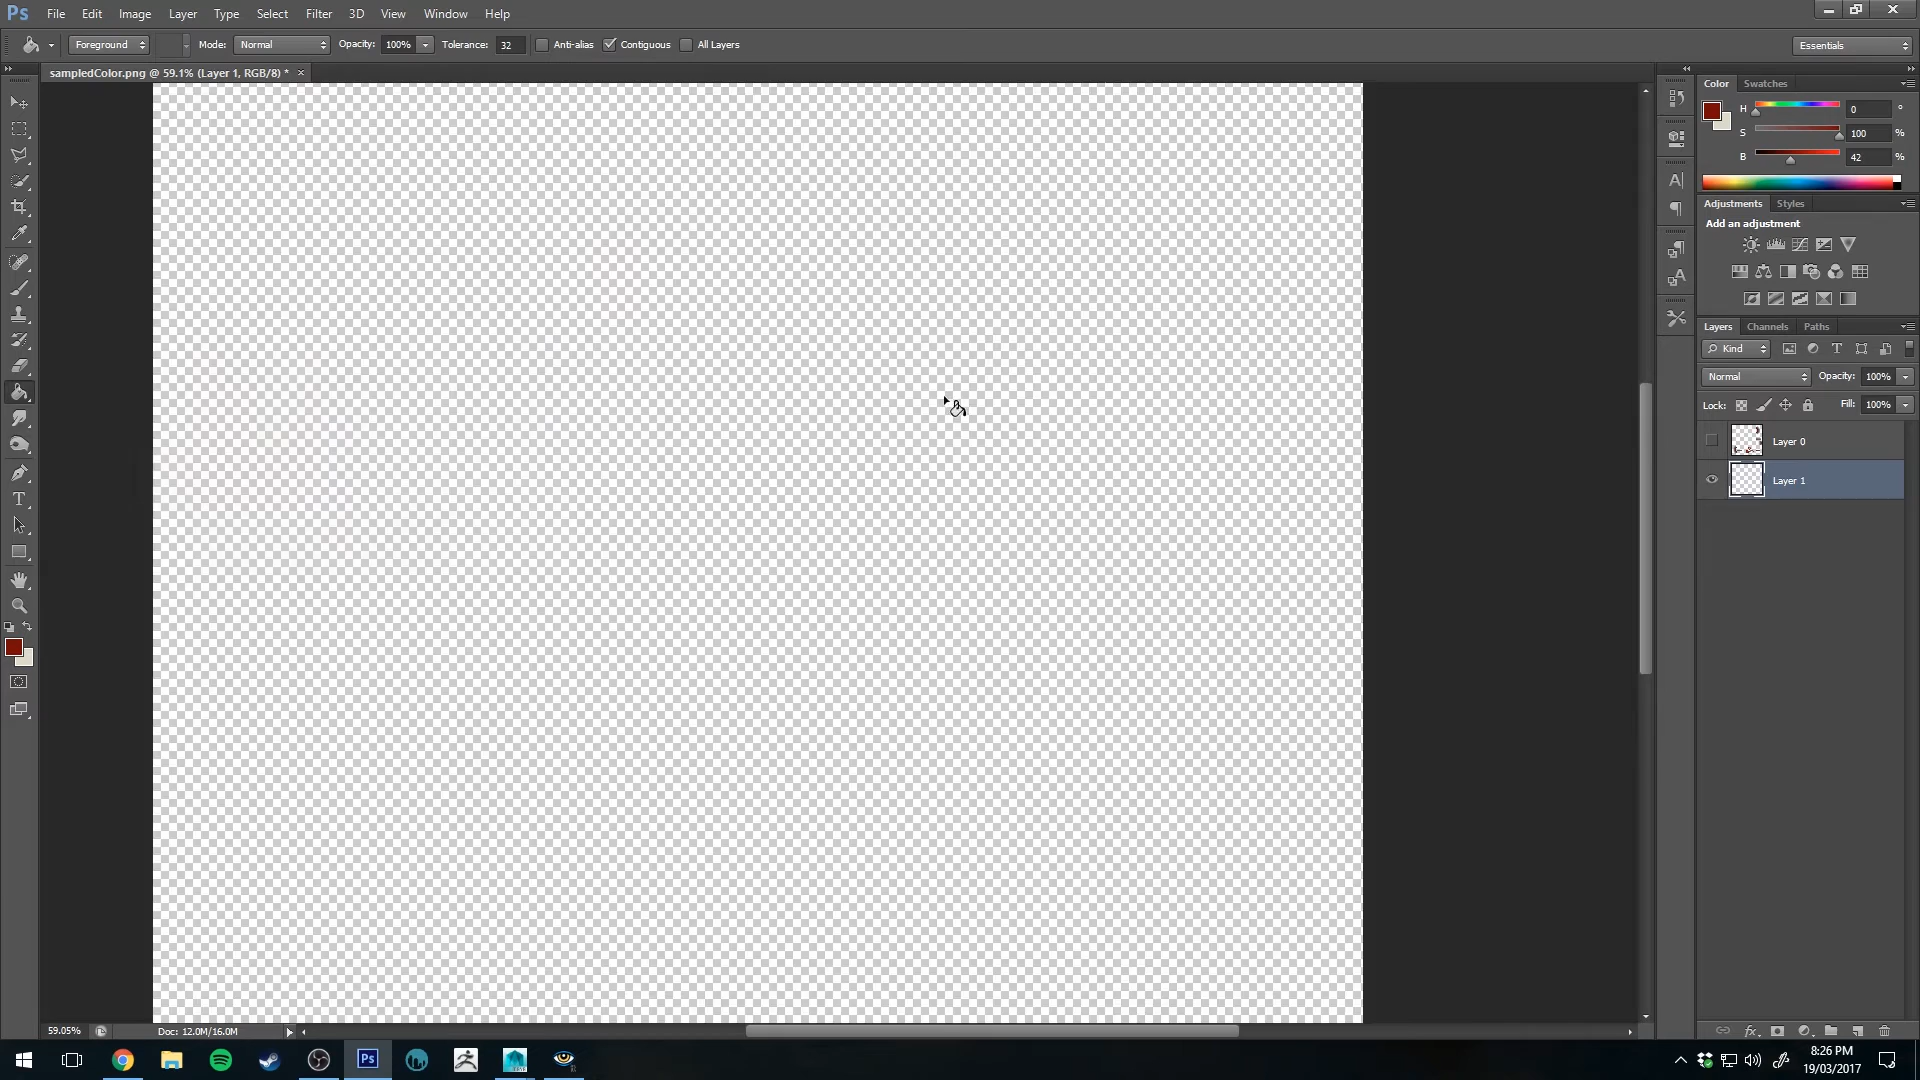 Ps File Edit Image Layer Type Select Filter 3D View Window Help
Foreground Mode: Normal Opacity: 100% Tolerance: 32 Anti-alias Contiguous All Layers Essentials
sampledColor.png @ 59.1% (Layer 1, RGB/8) * ×
Color Swatches
H 0 °
S 100 %
B 42 %
Adjustments Styles
Add an adjustment
Layers Channels Paths
Kind
Normal Opacity: 100%
Lock: Fill: 100%
Layer 0
Layer 1
59.05% Doc: 12.0M/16.0M
Ps
8:26 PM
19/03/2017